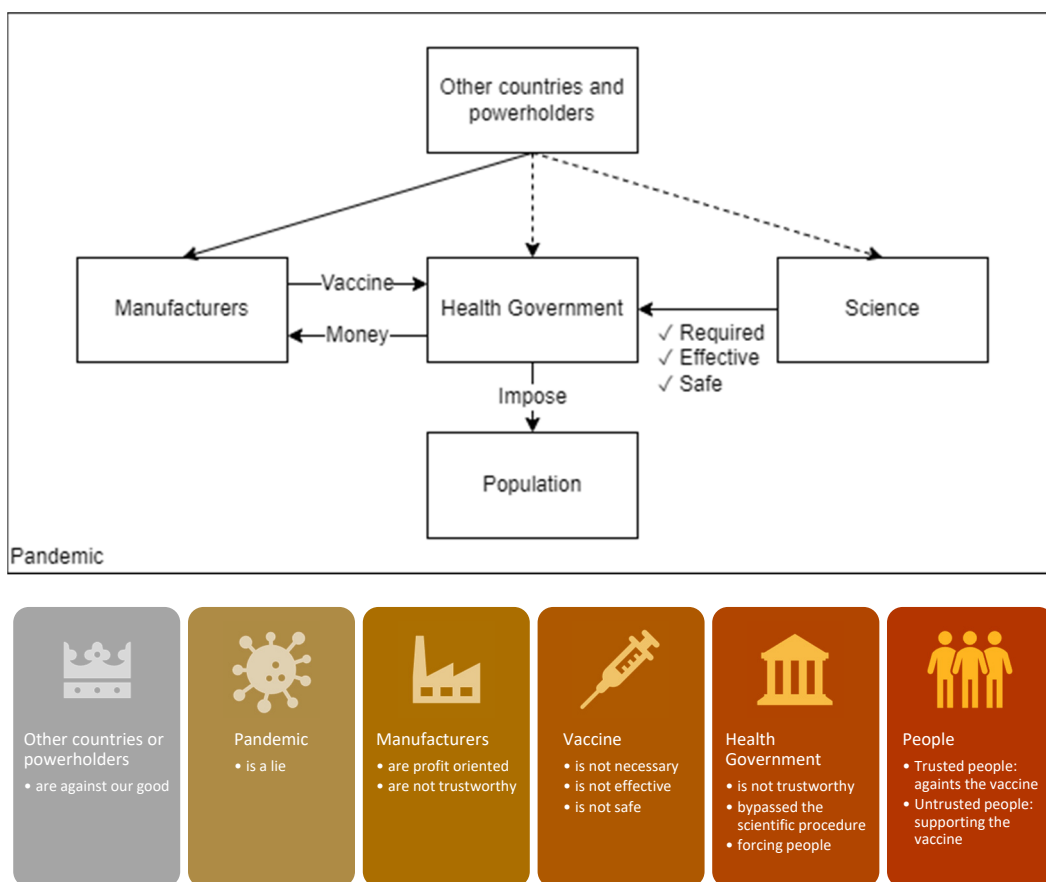 Other countries and
powerholders
Manufacturers
Vaccine
Money
Health Government
Science
✓ Required
✓ Effective
✓ Safe
Impose
Population
Pandemic
Other countries or
powerholders
• are against our good
Pandemic
• is a lie
Manufacturers
• are profit oriented
• are not trustworthy
Vaccine
• is not necessary
• is not effective
• is not safe
Health
Government
• is not trustworthy
• bypassed the
scientific procedure
• forcing people
People
• Trusted people:
againts the vaccine
• Untrusted people:
supporting the
vaccine